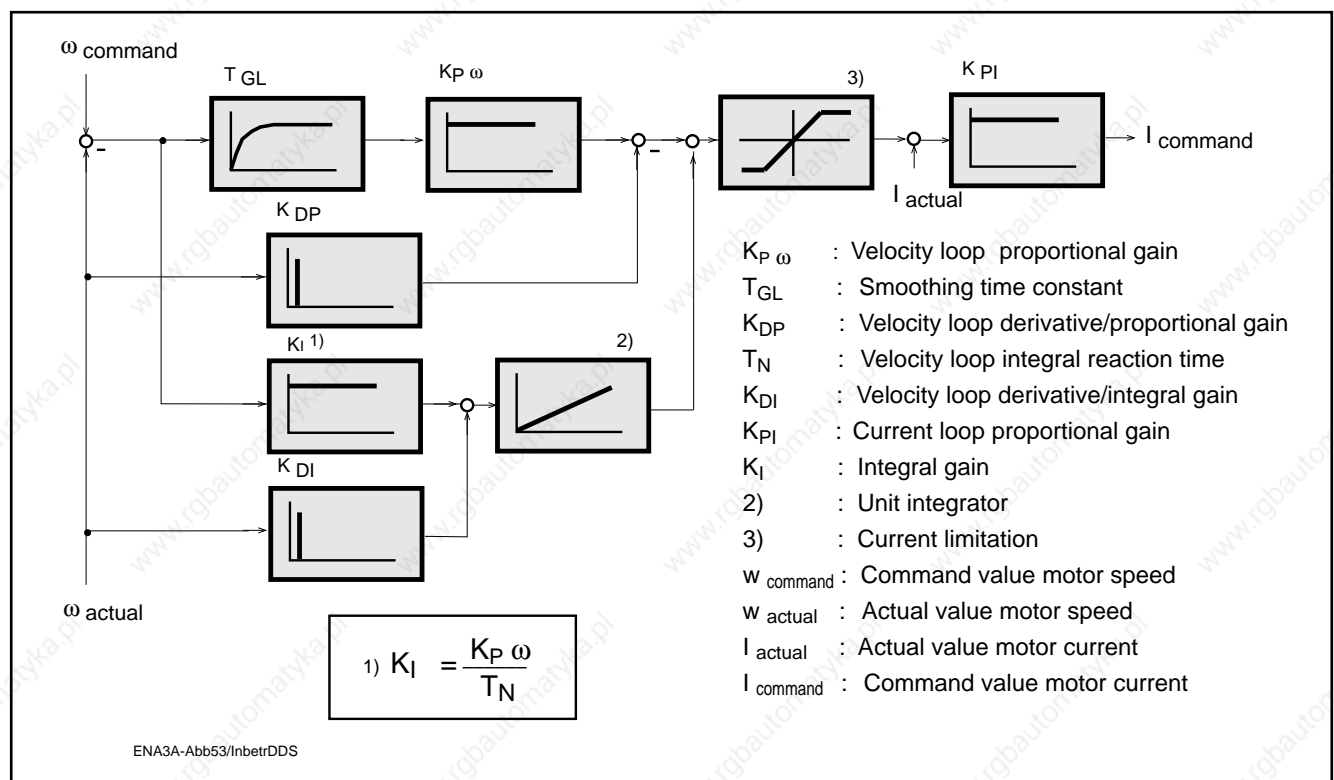 ω command
T GL
KP ω
3)
K PI
-
-
I command
I actual
K DP
KI 1)
2)
K DI
ω actual
KP ω : Velocity loop proportional gain
TGL : Smoothing time constant
KDP : Velocity loop derivative/proportional gain
TN : Velocity loop integral reaction time
KDI : Velocity loop derivative/integral gain
KPI : Current loop proportional gain
KI : Integral gain
2) : Unit integrator
3) : Current limitation
w command : Command value motor speed
w actual : Actual value motor speed
I actual : Actual value motor current
I command : Command value motor current
1) KI = KP ω
TN
ENA3A-Abb53/InbetrDDS
www.rgbautomatyka.pl